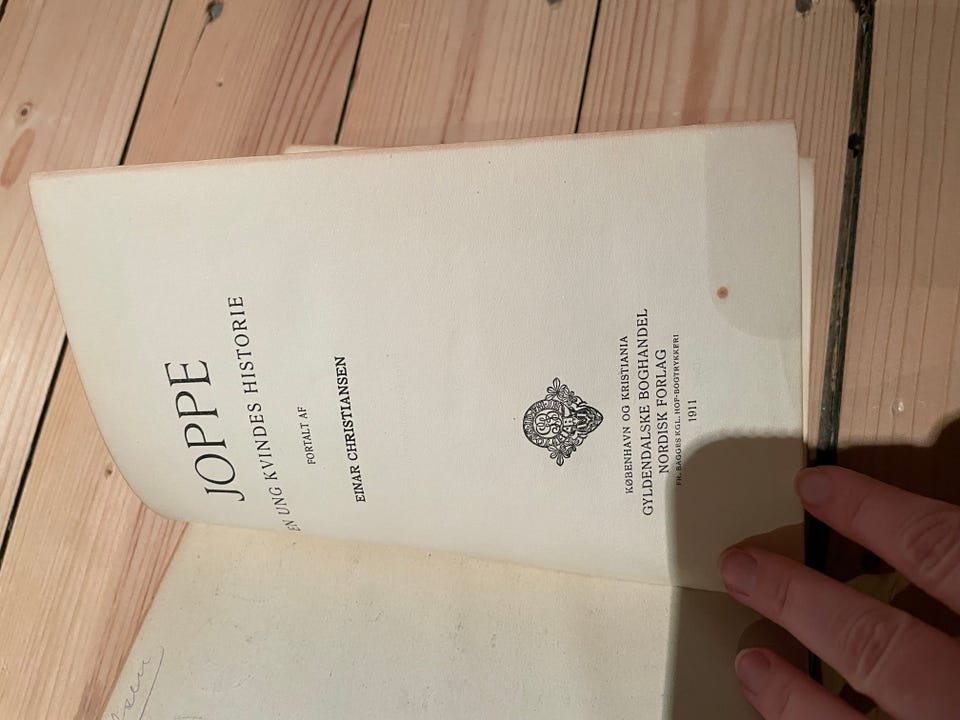 JOPPE
EN UNG KVINDES HISTORIE
FORTALT AF
EINAR CHRISTIANSEN
KØBENHAVN OG KRISTIANIA
GYLDENDALSKE BOGHANDEL
NORDISK FORLAG
FR. BAGGES KGL. HOF-BOGTRYKKERI
1911